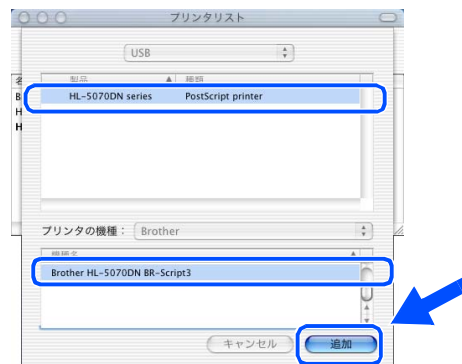 プリンタリスト
USB
製品 種類
HL-5070DN series PostScript printer
プリンタの機種： Brother
機種名
Brother HL-5070DN BR-Script3
キャンセル 追加